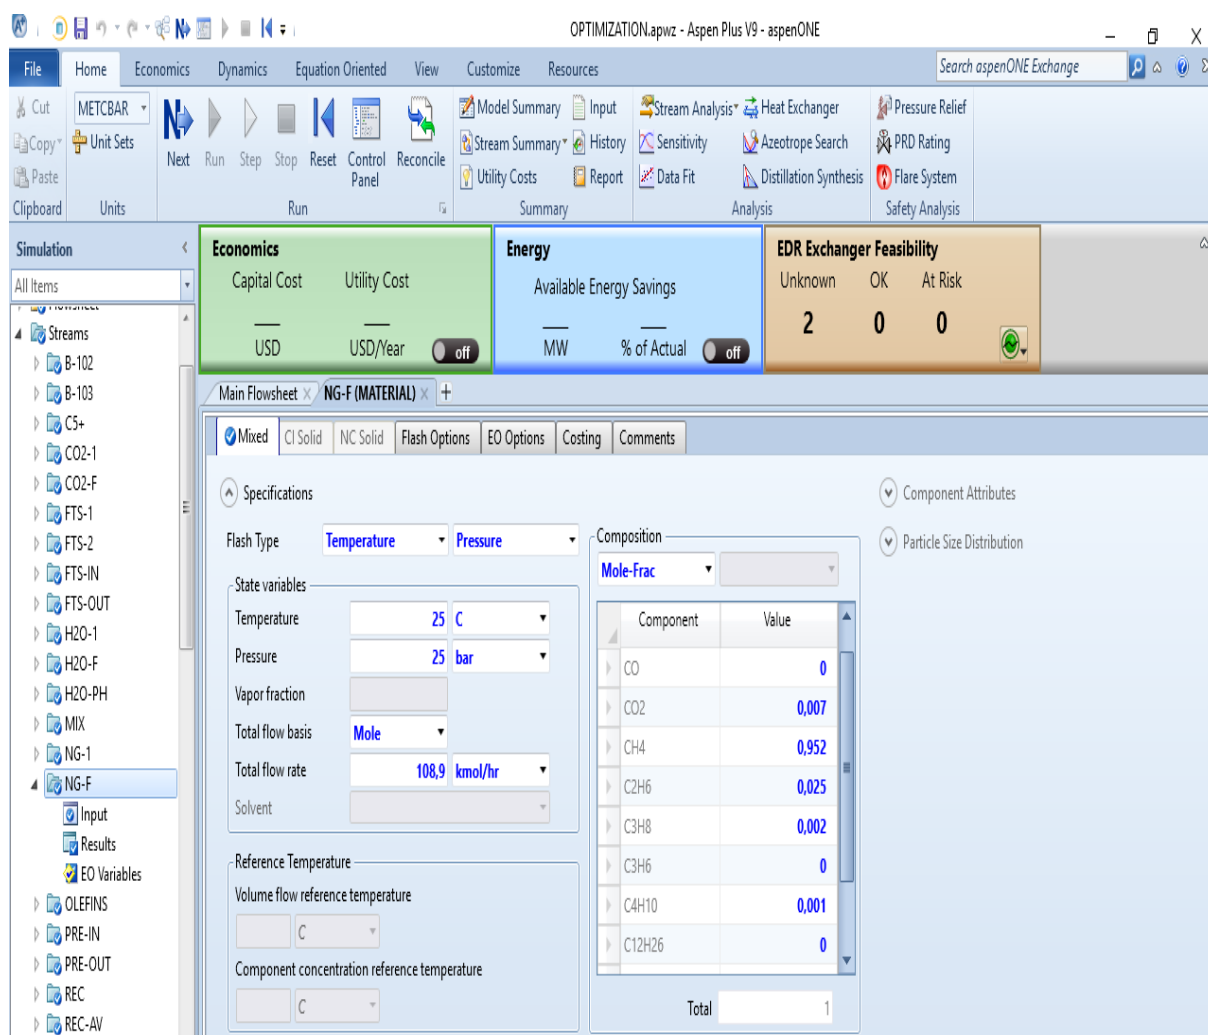 OPTIMIZATION.apwz - Aspen Plus V9 - aspenONE
File Home Economics Dynamics Equation Oriented View Customize Resources Search aspenONE Exchange
Cut METCBAR Model Summary Input Stream Analysis Heat Exchanger Pressure Relief
Copy Unit Sets Stream Summary History Sensitivity Azeotrope Search PRD Rating
Next Run Step Stop Reset Control Panel Reconcile
Paste Utility Costs Report Data Fit Distillation Synthesis Flare System
Clipboard Units Run Summary Analysis Safety Analysis
Simulation
All Items
Streams
B-102
B-103
C5+
CO2-1
CO2-F
FTS-1
FTS-2
FTS-IN
FTS-OUT
H2O-1
H2O-F
H2O-PH
MIX
NG-1
NG-F
Input
Results
EO Variables
OLEFINS
PRE-IN
PRE-OUT
REC
REC-AV
Economics
Capital Cost Utility Cost
USD USD/Year off
Energy
Available Energy Savings
MW % of Actual off
EDR Exchanger Feasibility
Unknown OK At Risk
2 0 0
Main Flowsheet NG-F (MATERIAL) +
Mixed CI Solid NC Solid Flash Options EO Options Costing Comments
Specifications
Flash Type Temperature Pressure
State variables
Temperature 25 C
Pressure 25 bar
Vapor fraction
Total flow basis Mole
Total flow rate 108,9 kmol/hr
Solvent
Reference Temperature
Volume flow reference temperature
C
Component concentration reference temperature
C
Composition
Mole-Frac
Component Value
CO 0
CO2 0,007
CH4 0,952
C2H6 0,025
C3H8 0,002
C3H6 0
C4H10 0,001
C12H26 0
Total 1
Component Attributes
Particle Size Distribution